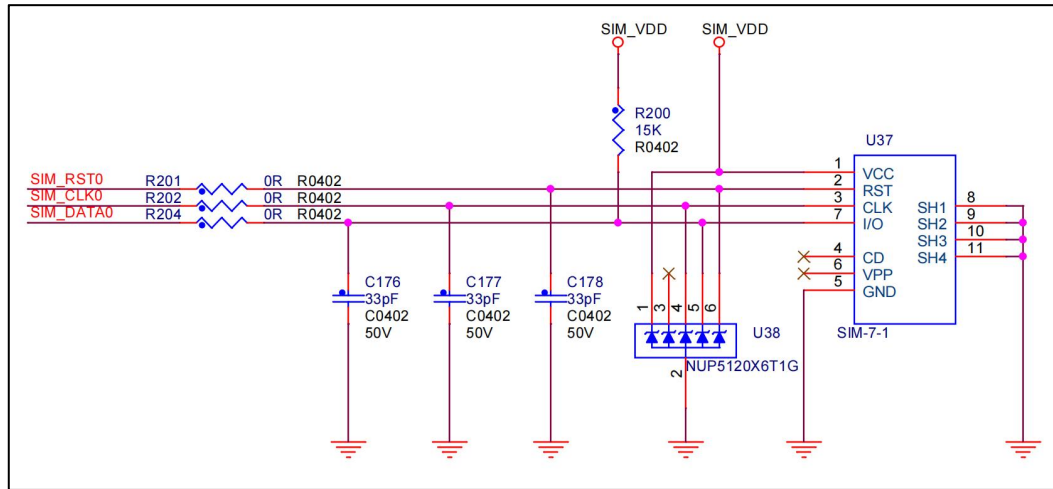 SIM_VDD SIM_VDD
R200
15K
R0402
U37
SIM_RST0 R201 0R R0402 1 VCC
2 RST
SIM_CLK0 R202 0R R0402 3 CLK SH1 8
SIM_DATA0 R204 0R R0402 7 I/O SH2 9
SH3 10
4 CD SH4 11
6 VPP
5 GND
C176 C177 C178
33pF 33pF 33pF
C0402 C0402 C0402
50V 50V 50V
1 3 4 5 6
U38 SIM-7-1
NUP5120X6T1G
2